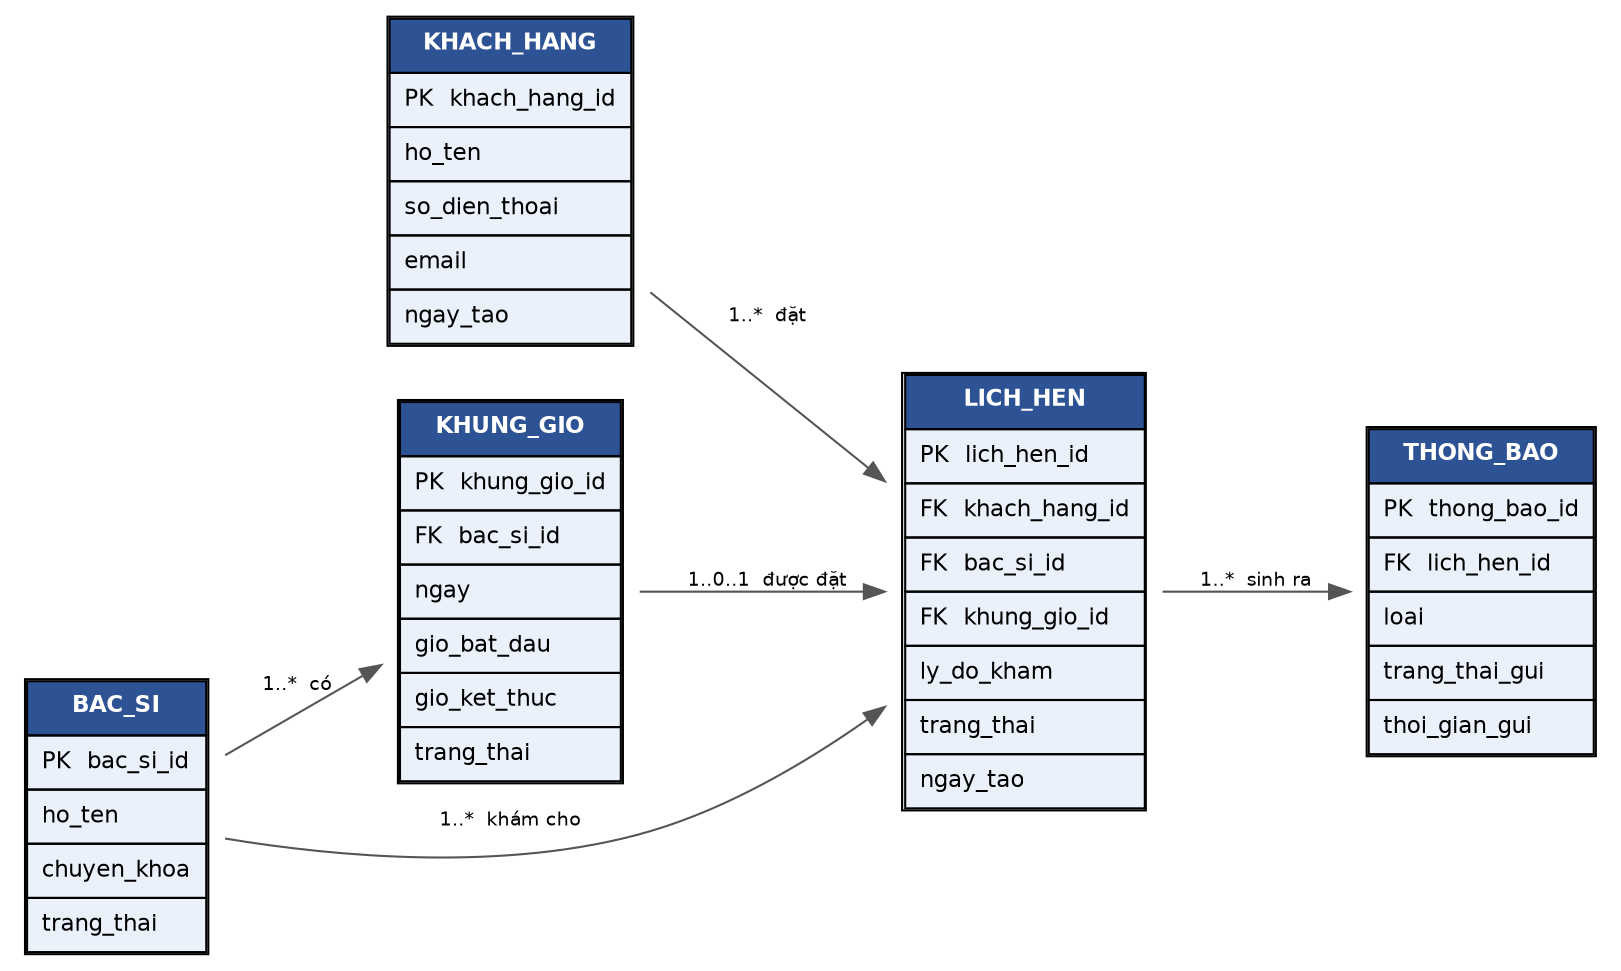 KHACH_HANG
PK khach_hang_id
ho_ten
so_dien_thoai
email
ngay_tao
1..* đặt
KHUNG_GIO
PK khung_gio_id
FK bac_si_id
ngay
gio_bat_dau
gio_ket_thuc
trang_thai
1..0..1 được đặt
LICH_HEN
PK lich_hen_id
FK khach_hang_id
FK bac_si_id
FK khung_gio_id
ly_do_kham
trang_thai
ngay_tao
1..* sinh ra
THONG_BAO
PK thong_bao_id
FK lich_hen_id
loai
trang_thai_gui
thoi_gian_gui
BAC_SI
PK bac_si_id
ho_ten
chuyen_khoa
trang_thai
1..* có
1..* khám cho